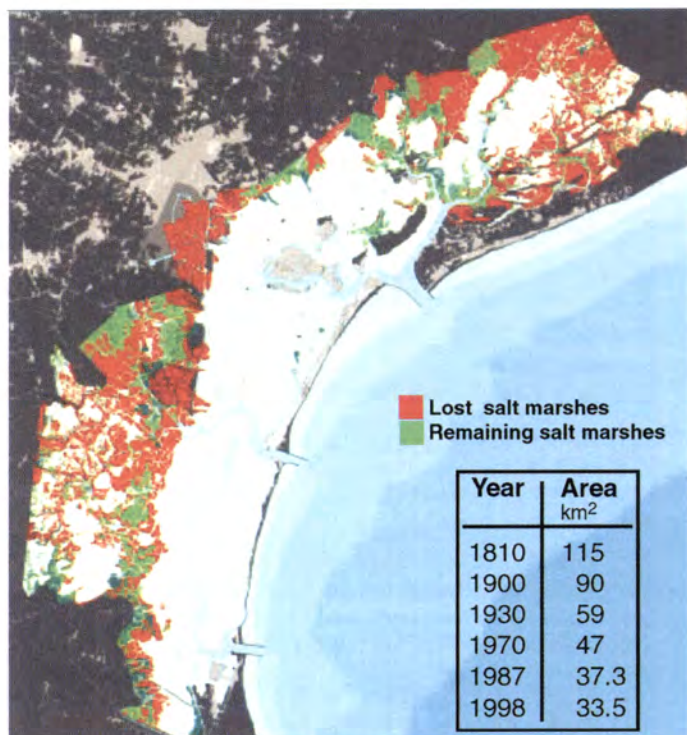 Lost salt marshes
Remaining salt marshes
Year Area
km²
1810 115
1900 90
1930 59
1970 47
1987 37.3
1998 33.5